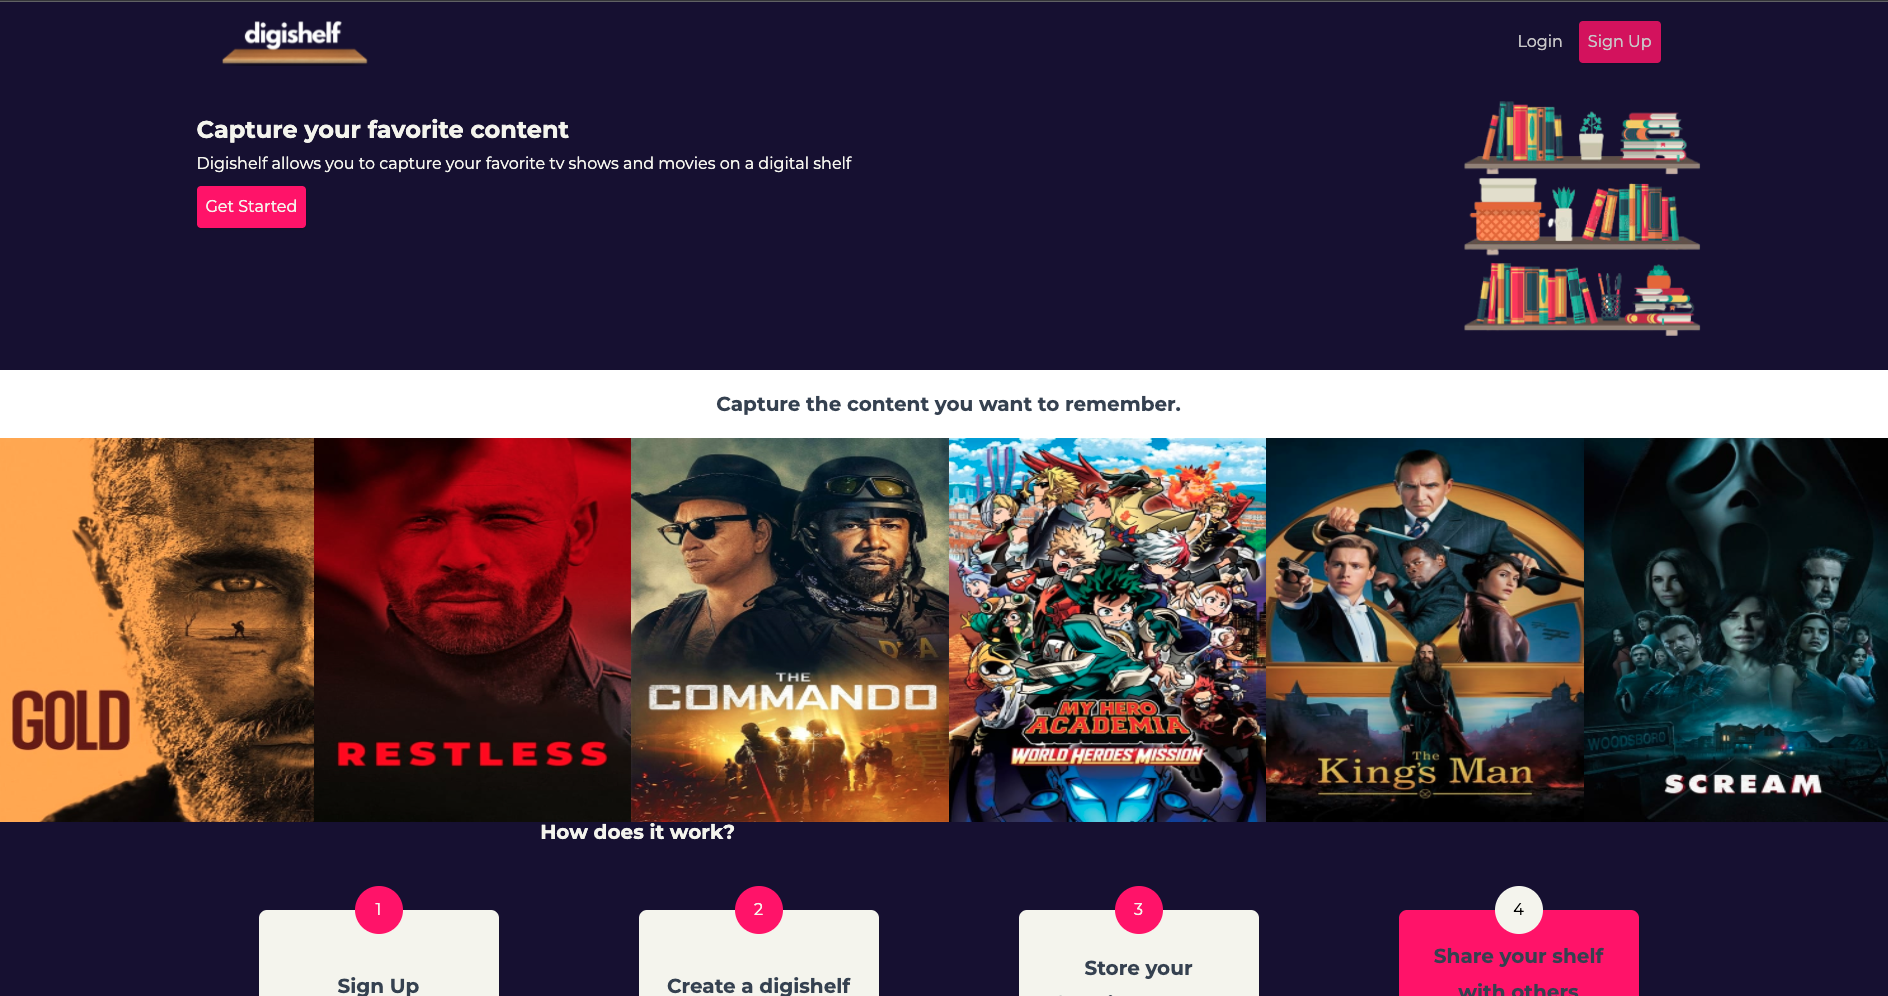 digishelf
Login
Sign Up
Capture your favorite content
Digishelf allows you to capture your favorite tv shows and movies on a digital shelf
Get Started
Capture the content you want to remember.
GOLD
RESTLESS
THE
COMMANDO
MY HERO
ACADEMIA
WORLD HEROES MISSION
The
King's Man
WOODSBORO
SCREAM
How does it work?
1
2
3
4
Sign Up
Create a digishelf
Store your
Share your shelf
with others